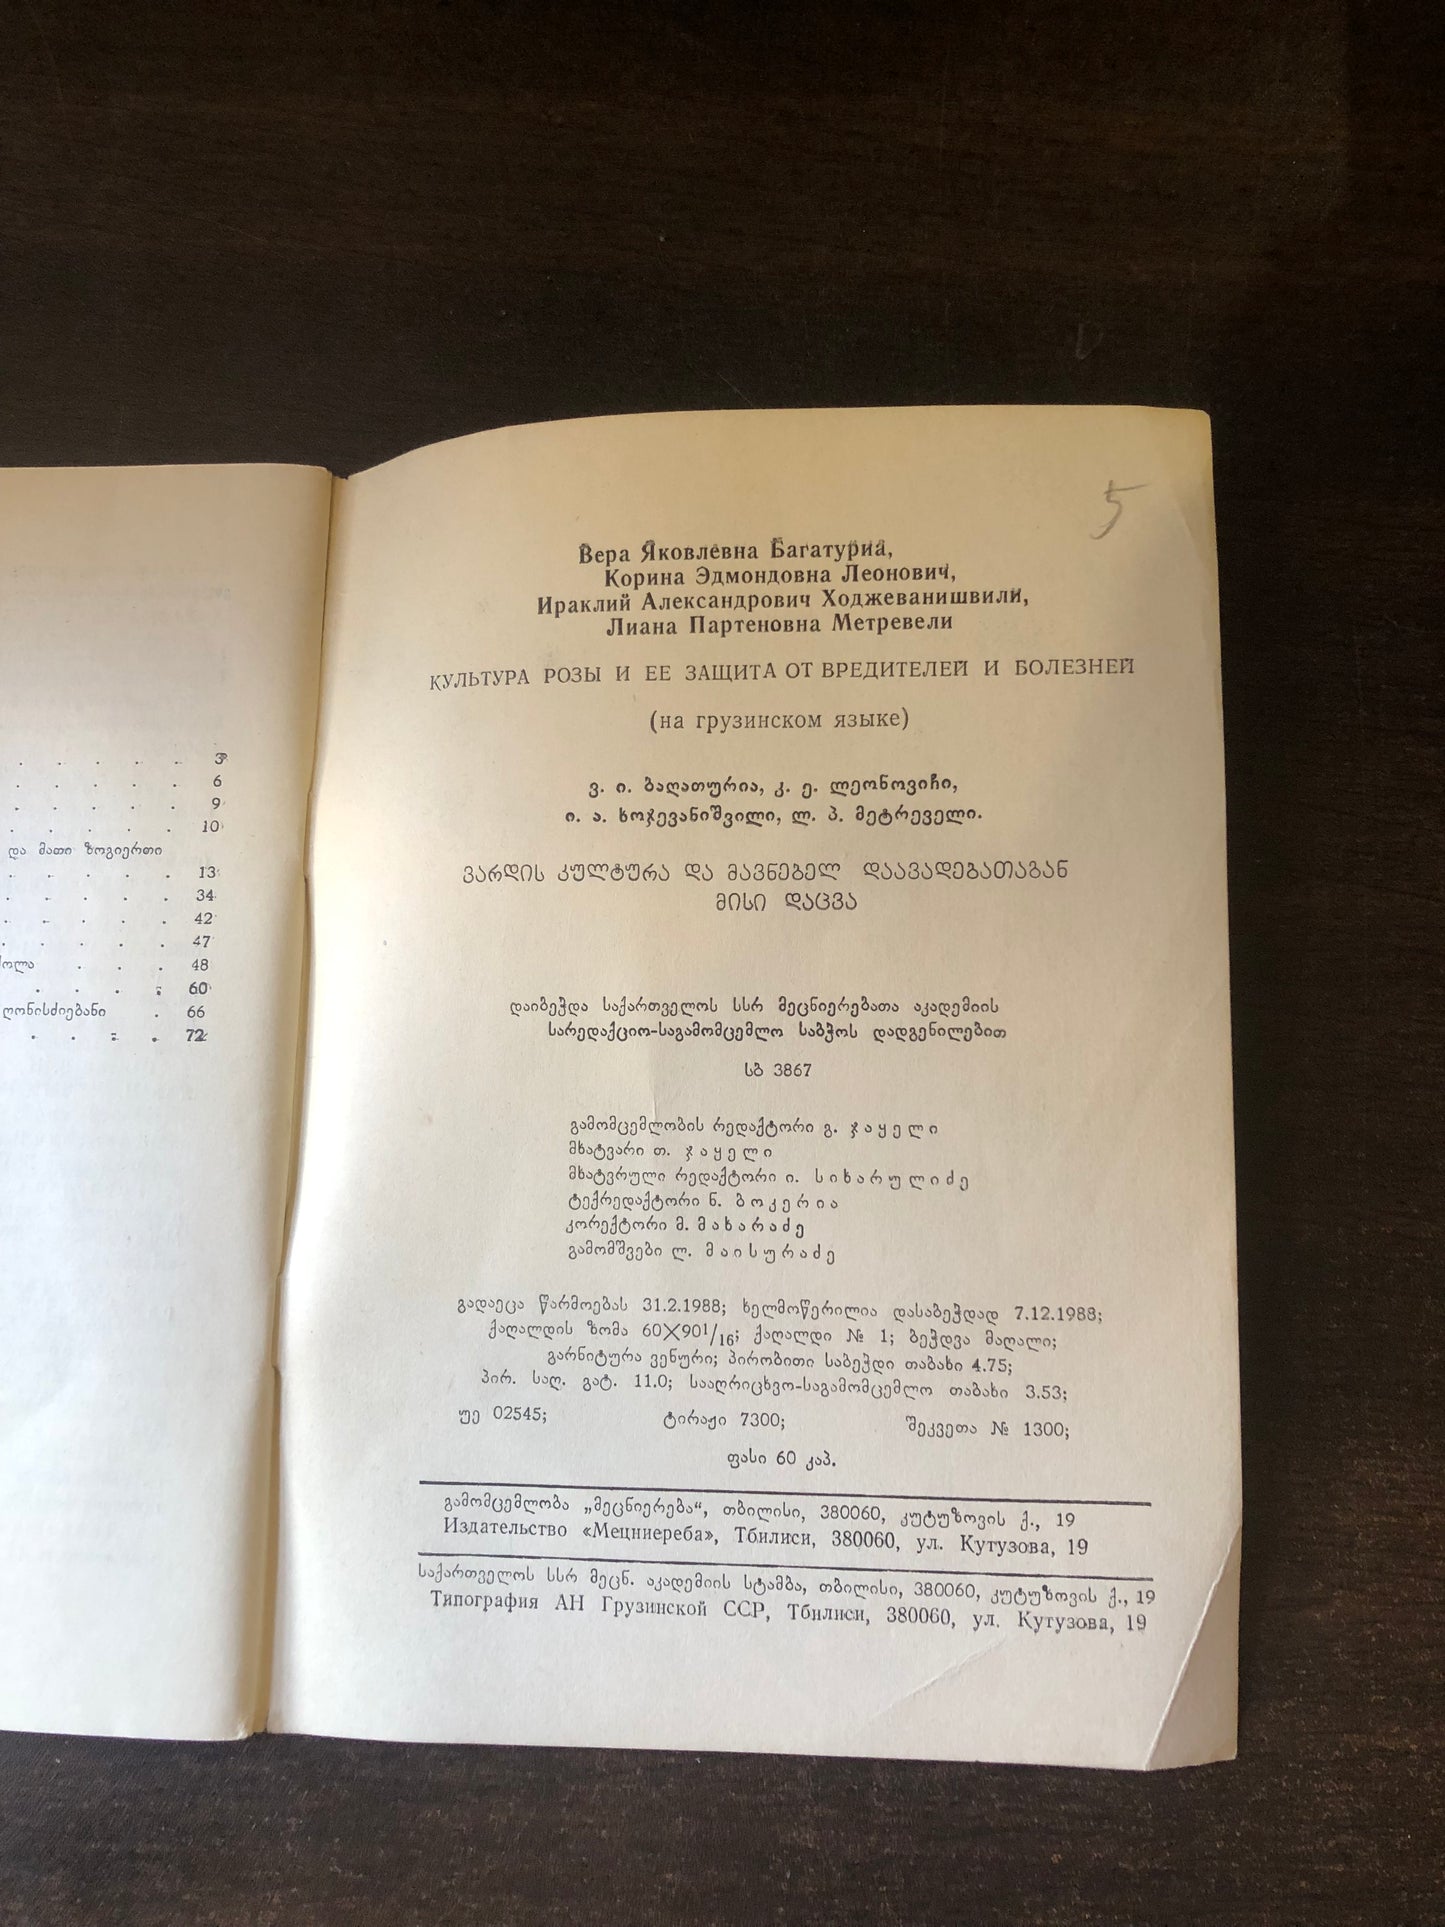 3
6
9
10
და მათი ზოგიერთი
13
34
42
47
48
60
ღონისძიებანი . 66
72
5
Вера Яковлевна Багатуриа,
Корина Эдмондовна Леонович,
Ираклий Александрович Ходжеванишвили,
Лиана Партеновна Метревели
КУЛЬТУРА РОЗЫ И ЕЕ ЗАЩИТА ОТ ВРЕДИТЕЛЕЙ И БОЛЕЗНЕЙ
(на грузинском языке)
ვ. ი. ბაღათურია, კ. ე. ლეონოვიჩი,
ი. ა. ხოჯევანიშვილი, ლ. პ. მეტრეველი.
ვარდის კულტურა და მავნებელ დაავადებათაგან
მისი დაცვა
დაიბეჭდა საქართველოს სსრ მეცნიერებათა აკადემიის
სარედაქციო-საგამომცემლო საბჭოს დადგენილებით
სბ 3867
გამომცემლობის რედაქტორი გ. ჯაყელი
მხატვარი თ. ჯაყელი
მხატვრული რედაქტორი ი. სიხარულიძე
ტექრედაქტორი ნ. ბოკერია
კორექტორი მ. მახარაძე
გამომშვები ლ. მაისურაძე
გადაეცა წარმოებას 31.2.1988; ხელმოწერილია დასაბეჭდად 7.12.1988;
ქაღალდის ზომა 60×90¹/₁₆; ქაღალდი № 1; ბეჭდვა მაღალი;
გარნიტურა ვენური; პირობითი საბეჭდი თაბახი 4.75;
პირ. საღ. გატ. 11.0; სააღრიცხვო-საგამომცემლო თაბახი 3.53;
უე 02545; ტირაჟი 7300; შეკვეთა № 1300;
ფასი 60 კაპ.
გამომცემლობა „მეცნიერება“, თბილისი, 380060, კუტუზოვის ქ., 19
Издательство «Мецниереба», Тбилиси, 380060, ул. Кутузова, 19
საქართველოს სსრ მეცნ. აკადემიის სტამბა, თბილისი, 380060, კუტუზოვის ქ., 19
Типография АН Грузинской ССР, Тбилиси, 380060, ул. Кутузова, 19